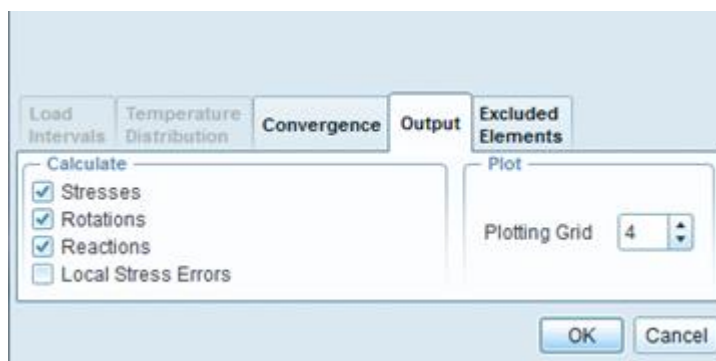 Load Intervals
Temperature Distribution
Convergence
Output
Excluded Elements
Calculate
Stresses
Rotations
Reactions
Local Stress Errors
Plot
Plotting Grid 4
OK
Cancel